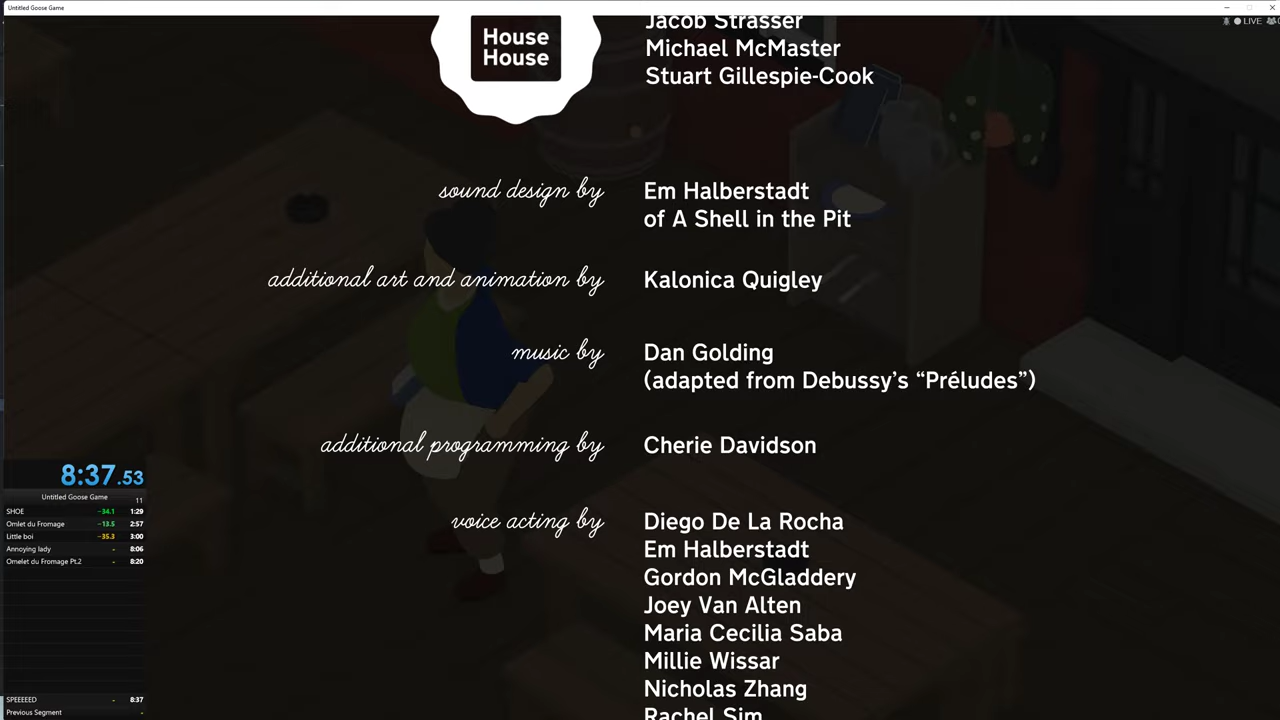 Untitled Goose Game
LIVE
House
House
Jacob Strasser
Michael McMaster
Stuart Gillespie-Cook
sound design by
Em Halberstadt
of A Shell in the Pit
additional art and animation by
Kalonica Quigley
music by
Dan Golding
(adapted from Debussy’s “Préludes”)
additional programming by
Cherie Davidson
voice acting by
Diego De La Rocha
Em Halberstadt
Gordon McGladdery
Joey Van Alten
Maria Cecilia Saba
Millie Wissar
Nicholas Zhang
Rachel Sim
8:37.53
Untitled Goose Game 11
SHOE -34.1 1:29
Omlet du Fromage -13.5 2:57
Little boi -35.3 3:00
Annoying lady - 8:06
Omelet du Fromage Pt.2 - 8:20
SPEEEEED - 8:37
Previous Segment -